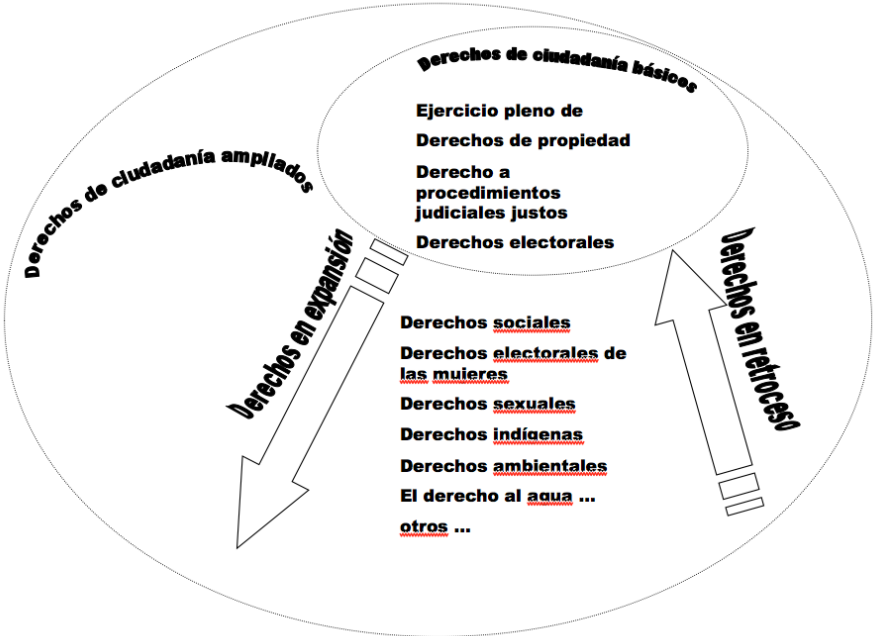 Derechos de ciudadanía básicos
Ejercicio pleno de
Derechos de propiedad
Derecho a
procedimientos
judiciales justos
Derechos electorales
Derechos de ciudadanía ampliados
Derechos en expansión
Derechos en retroceso
Derechos sociales
Derechos electorales de
las mujeres
Derechos sexuales
Derechos indígenas
Derechos ambientales
El derecho al agua ...
otros ...